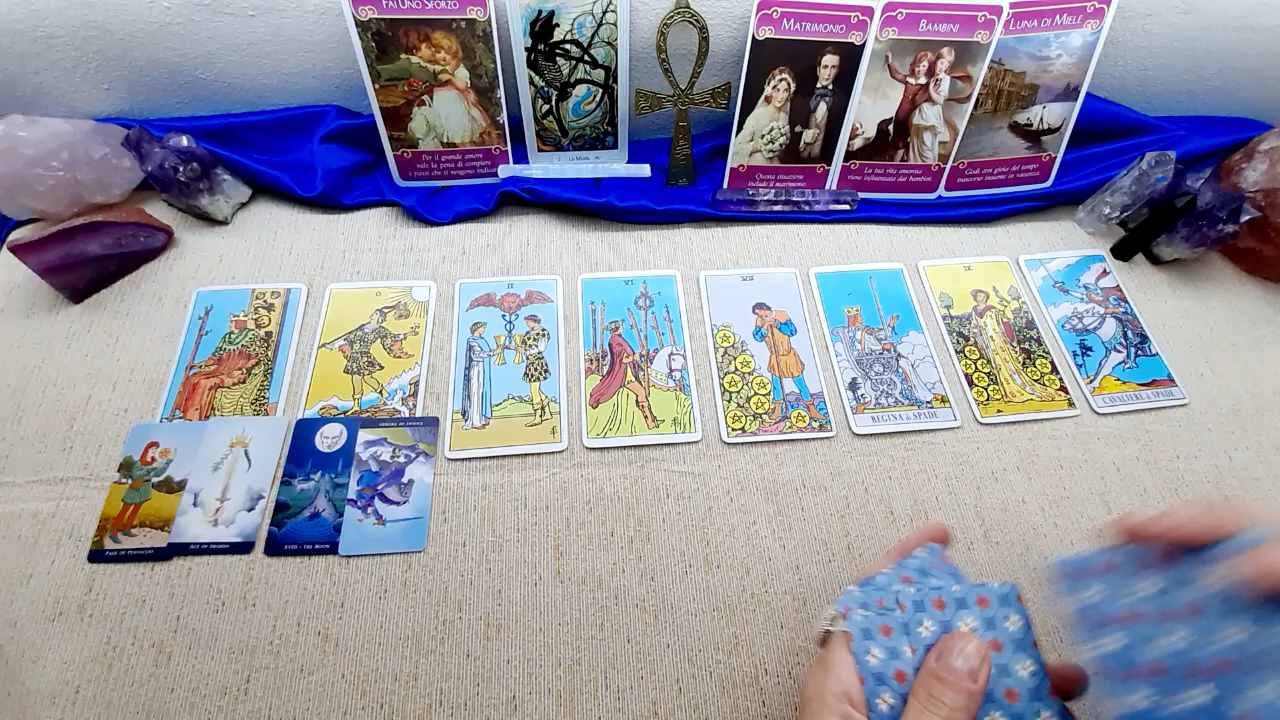 FAI UNO SFORZO
Per il grande amore
vale la pena di compiere
i passi che ti vengono indicati
La Morte
MATRIMONIO
Questa situazione
include il matrimonio
BAMBINI
La tua vita amorosa
viene influenzata dai bambini.
LUNA DI MIELE
Godi con gioia del tempo
trascorso insieme in vacanza.
0
II
VI
VII
REGINA di SPADE
IX
CAVALIERE di SPADE
PAGE OF PENTACLES
ACE OF SWORDS
XVIII • THE MOON